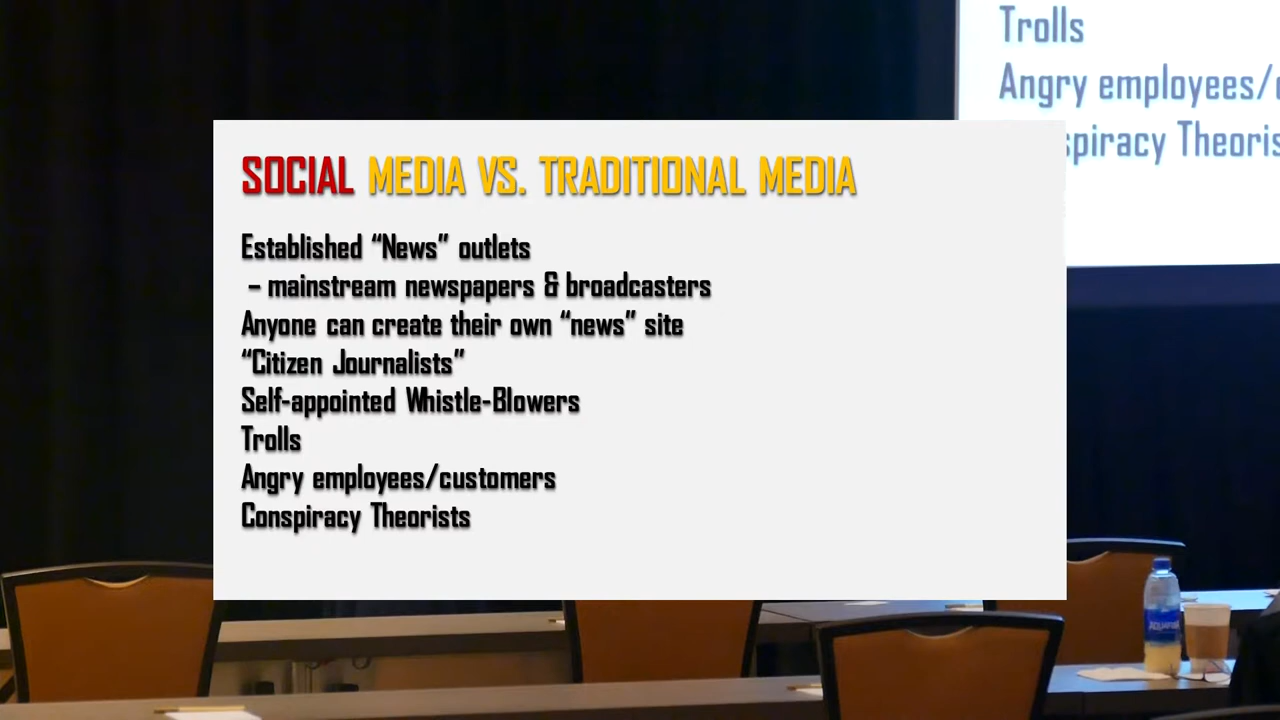 Trolls
Angry employees/
spiracy Theoris
SOCIAL MEDIA VS. TRADITIONAL MEDIA
Established “News” outlets
– mainstream newspapers & broadcasters
Anyone can create their own “news” site
“Citizen Journalists”
Self-appointed Whistle-Blowers
Trolls
Angry employees/customers
Conspiracy Theorists
AQUAFINA